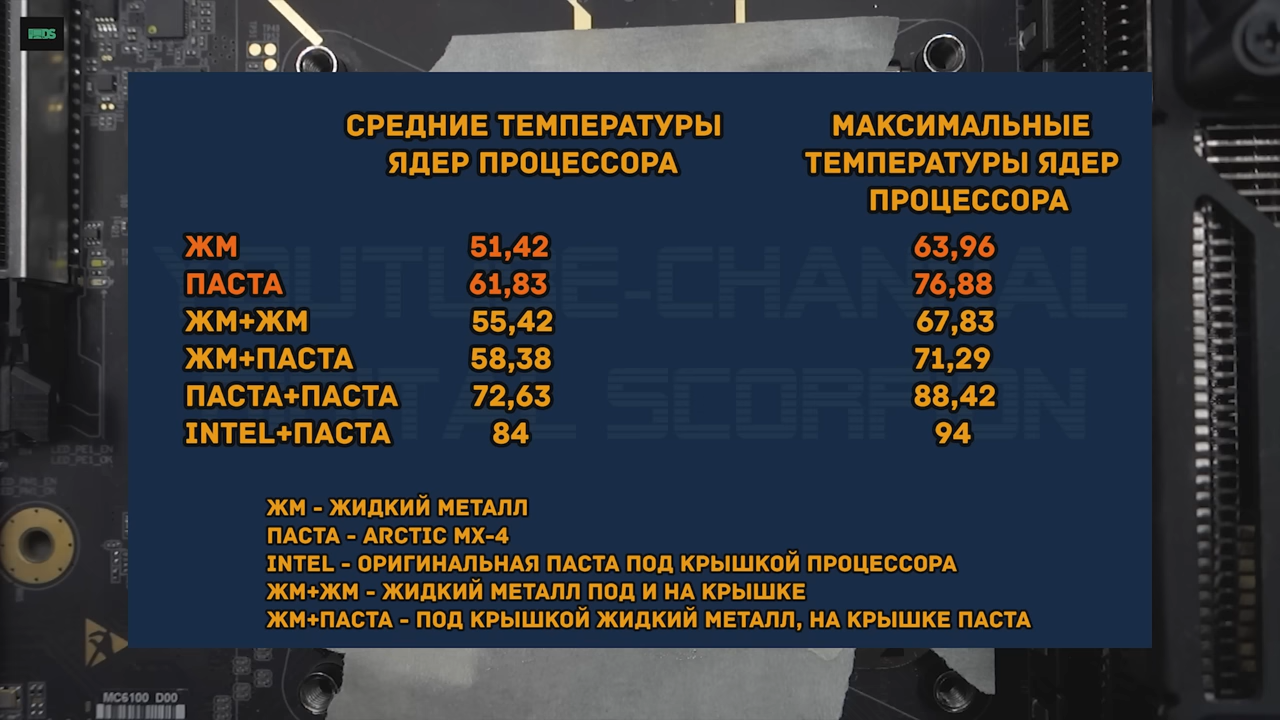 СРЕДНИЕ ТЕМПЕРАТУРЫ ЯДЕР ПРОЦЕССОРА
МАКСИМАЛЬНЫЕ ТЕМПЕРАТУРЫ ЯДЕР ПРОЦЕССОРА
ЖМ 51,42 63,96
ПАСТА 61,83 76,88
ЖМ+ЖМ 55,42 67,83
ЖМ+ПАСТА 58,38 71,29
ПАСТА+ПАСТА 72,63 88,42
INTEL+ПАСТА 84 94
ЖМ - ЖИДКИЙ МЕТАЛЛ
ПАСТА - ARCTIC MX-4
INTEL - ОРИГИНАЛЬНАЯ ПАСТА ПОД КРЫШКОЙ ПРОЦЕССОРА
ЖМ+ЖМ - ЖИДКИЙ МЕТАЛЛ ПОД И НА КРЫШКЕ
ЖМ+ПАСТА - ПОД КРЫШКОЙ ЖИДКИЙ МЕТАЛЛ, НА КРЫШКЕ ПАСТА
MC6100 D00